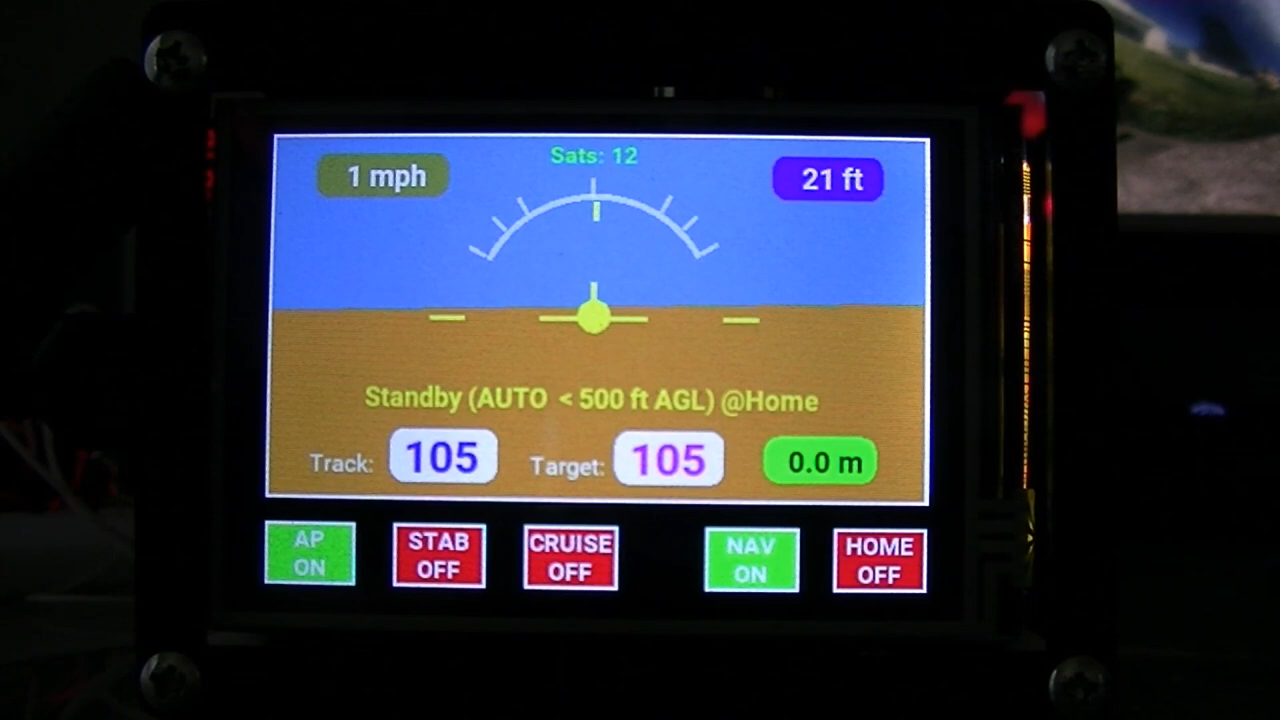 Sats: 12
1 mph
21 ft
Standby (AUTO < 500 ft AGL) @Home
Track: 105 Target: 105 0.0 m
AP ON
STAB OFF
CRUISE OFF
NAV ON
HOME OFF